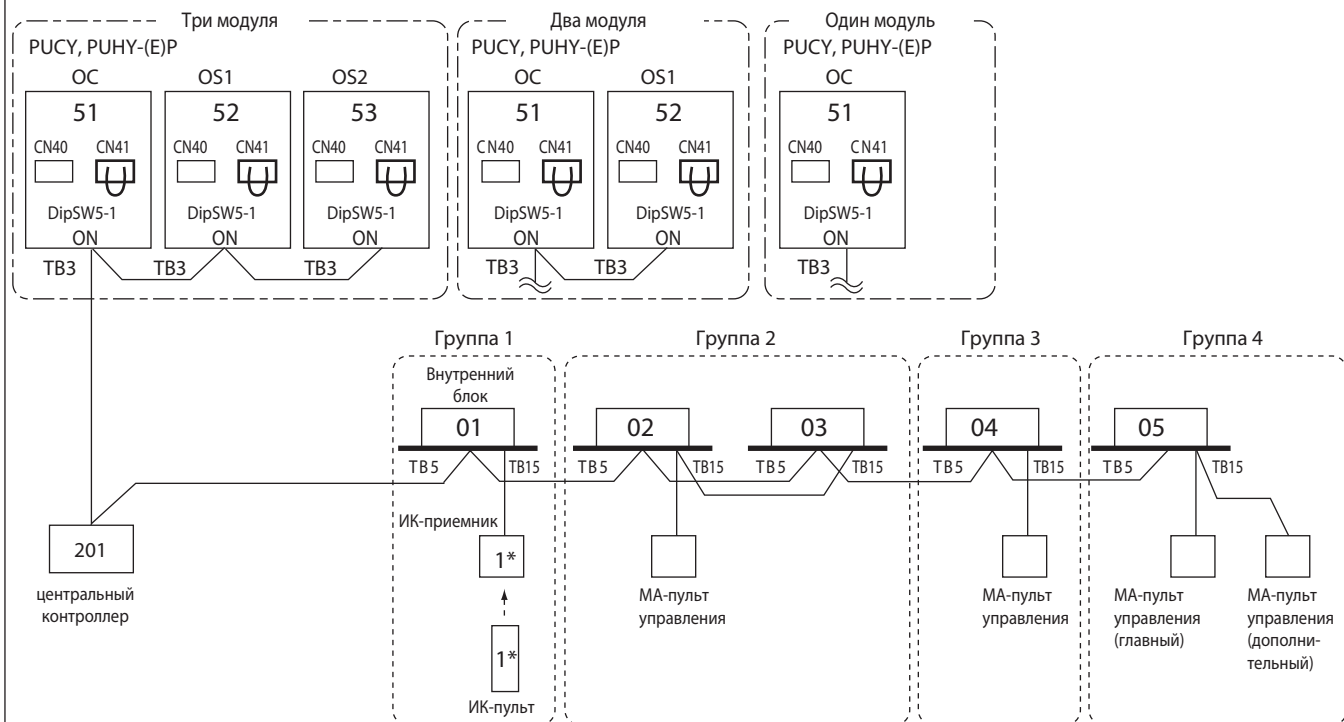 Три модуля
Два модуля
Один модуль
PUCY, PUHY-(E)P
PUCY, PUHY-(E)P
PUCY, PUHY-(E)P
OC OS1 OS2 OC OS1 OC
51 52 53 51 52 51
CN40 CN41 CN40 CN41 CN40 CN41 CN40 CN41 CN40 CN41 CN40 CN41
DipSW5-1 DipSW5-1 DipSW5-1 DipSW5-1 DipSW5-1 DipSW5-1
ON ON ON ON ON ON
TB3 TB3 TB3 TB3 TB3 TB3
Группа 1 Группа 2 Группа 3 Группа 4
Внутренний
блок
01 02 03 04 05
TB5 TB15 TB5 TB15 TB5 TB15 TB5 TB15 TB5 TB15
ИК-приемник
201
1*
центральный
контроллер
МА-пульт
управления
МА-пульт
управления
МА-пульт
управления
(главный)
МА-пульт
управления
(дополни-
тельный)
1*
ИК-пульт